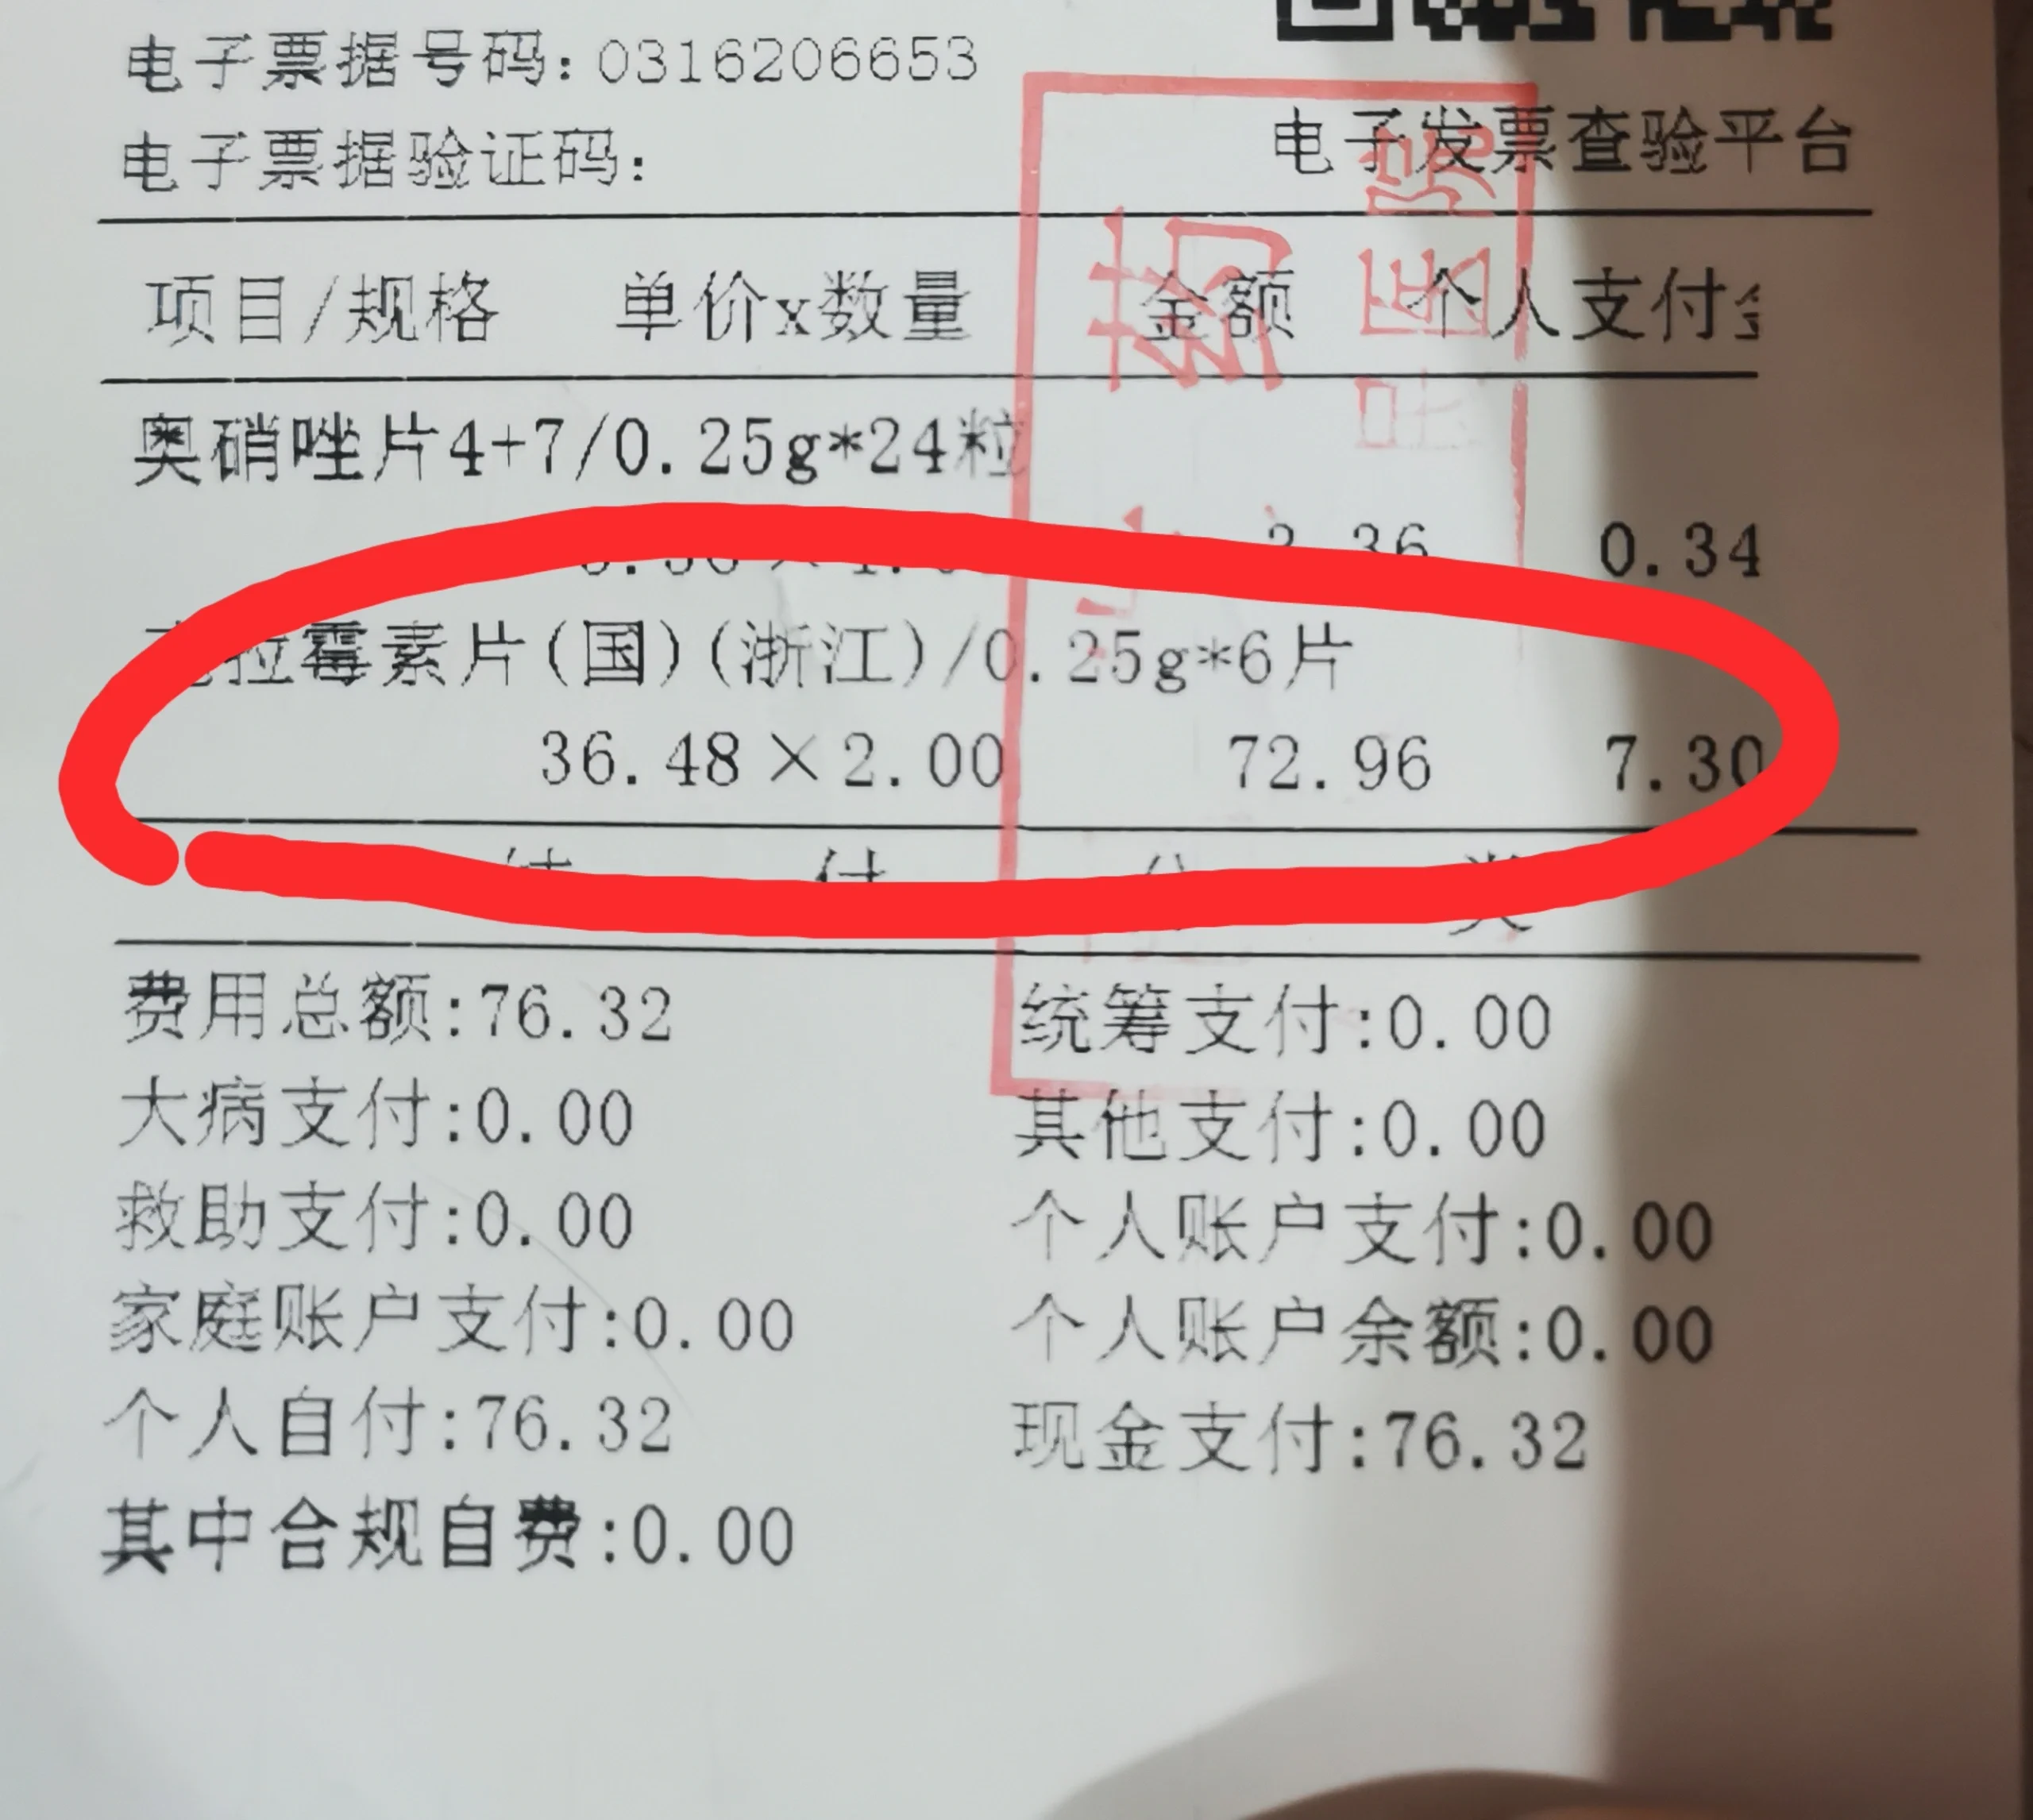 电子票据号码:0316206653
电子票据验证码:
电子发票查验平台
项目/规格 单价x数量 金额 个人支付
奥硝唑片4+7/0.25g*24粒
.36 0.34
拉霉素片(国)(浙江)/0.25g*6片
36.48×2.00 72.96 7.30
付 类
费用总额:76.32 统筹支付:0.00
大病支付:0.00 其他支付:0.00
救助支付:0.00 个人账户支付:0.00
家庭账户支付:0.00 个人账户余额:0.00
个人自付:76.32 现金支付:76.32
其中合规自费:0.00